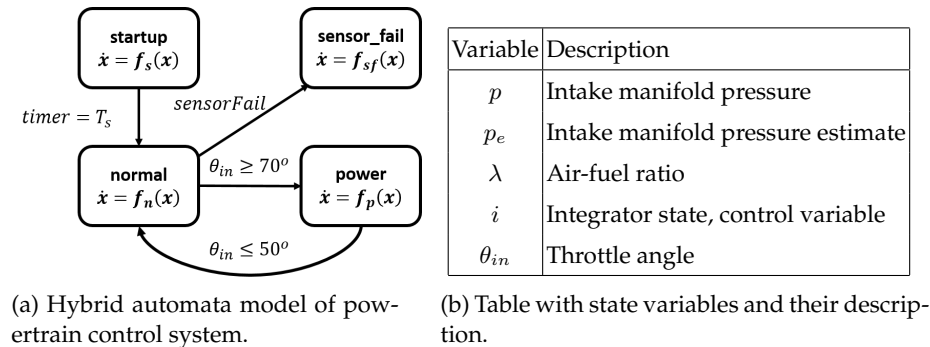 startup
ẋ = f_s(x)
sensor_fail
ẋ = f_sf(x)
timer = T_s
sensorFail
normal
ẋ = f_n(x)
θ_in ≥ 70°
power
ẋ = f_p(x)
θ_in ≤ 50°
(a) Hybrid automata model of pow-
ertrain control system.
Variable Description
p Intake manifold pressure
p_e Intake manifold pressure estimate
λ Air-fuel ratio
i Integrator state, control variable
θ_in Throttle angle
(b) Table with state variables and their descrip-
tion.